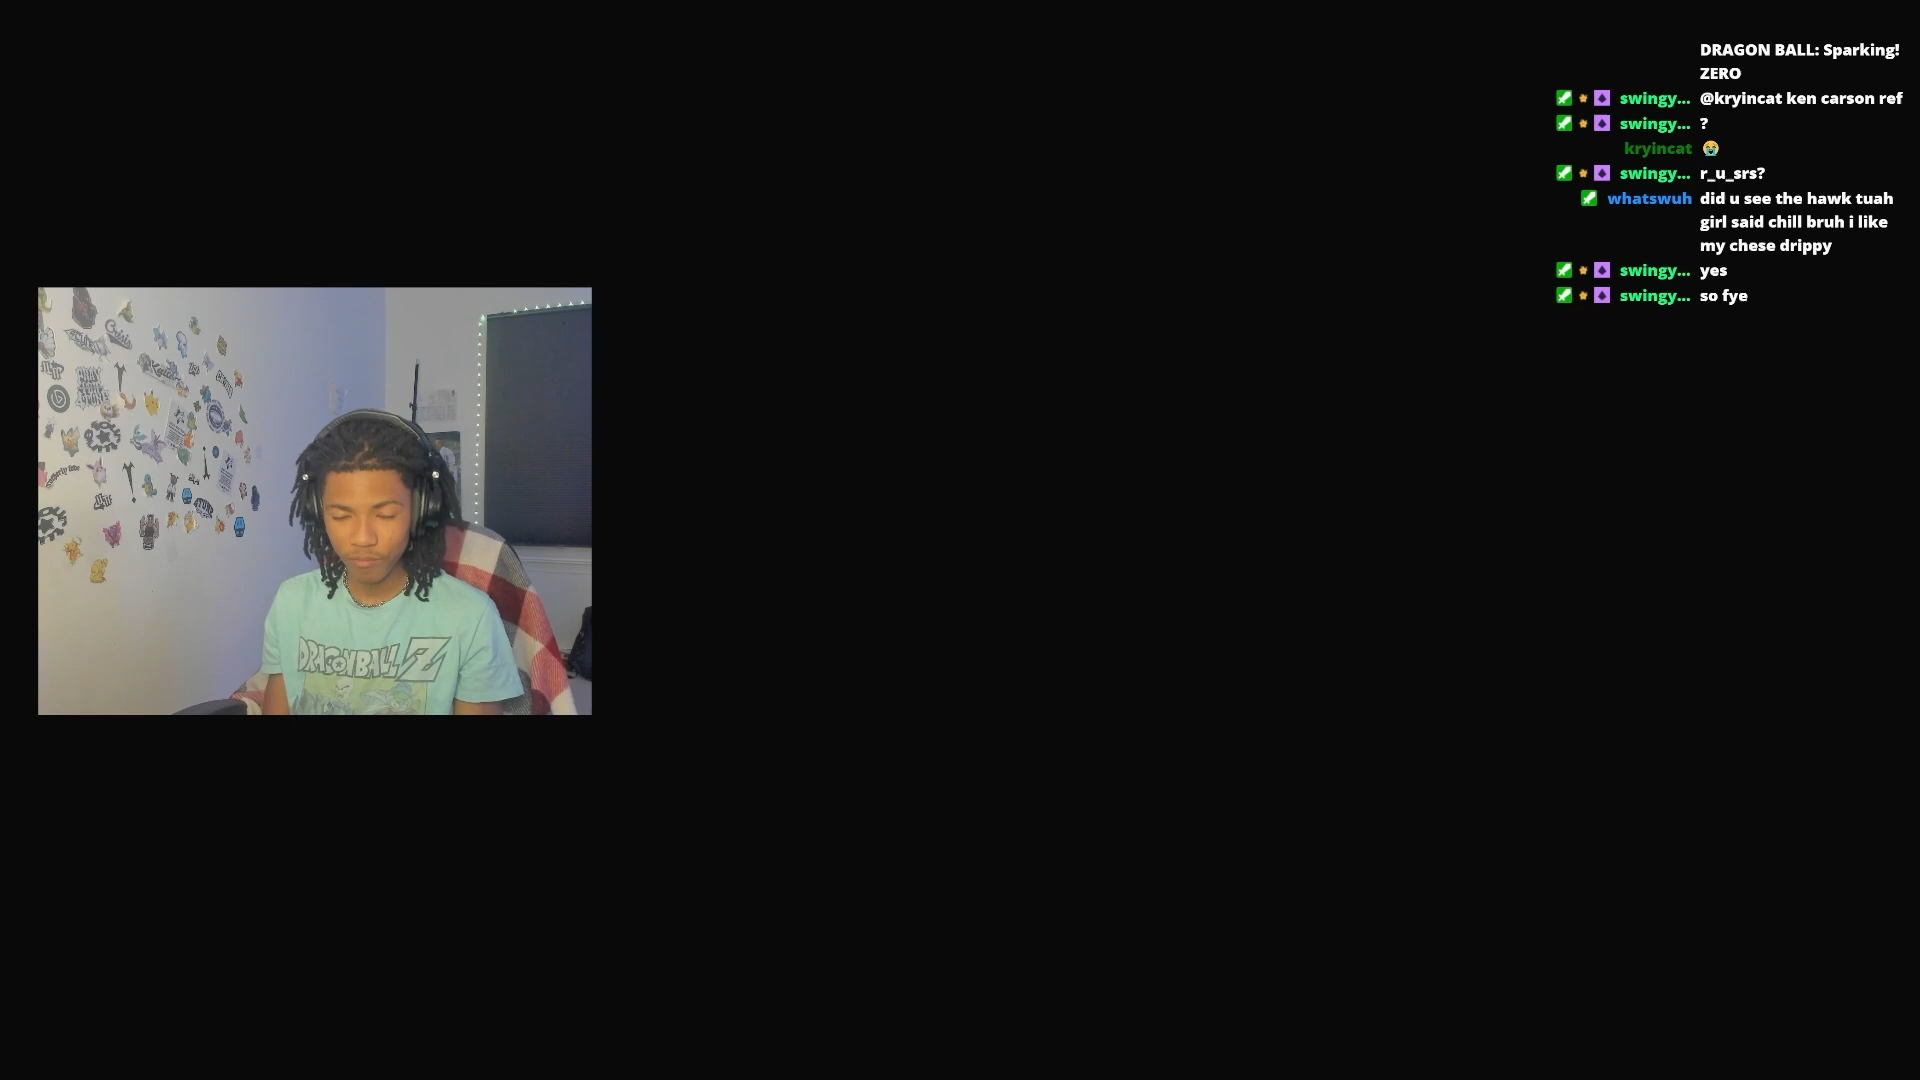 DRAGON BALL: Sparking!
ZERO
swingy... @kryincat ken carson ref
swingy... ?
kryincat 😭
swingy... r_u_srs?
whatswuh did u see the hawk tuah
girl said chill bruh i like
my chese drippy
swingy... yes
swingy... so fye
DRAGONBALL Z